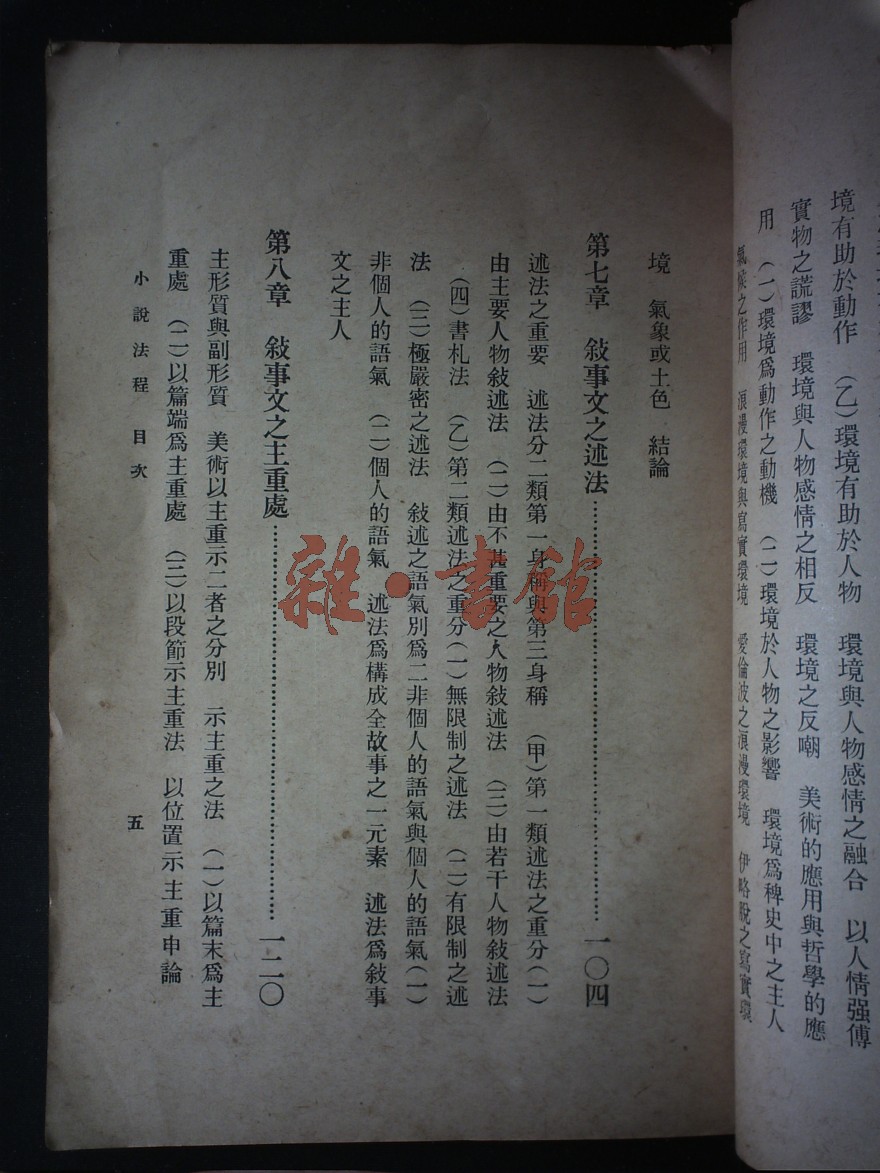 境有助於動作　(乙)環境有助於人物　環境與人物感情之融合　以人情强傅
實物之謊謬　環境與人物感情之相反　環境之反嘲　美術的應用與哲學的應
用　(一)環境爲動作之動機　(二)環境於人物之影響　環境爲稗史中之主人
氣候之作用　浪漫環境與寫實環境　愛倫波之浪漫環境　伊略脫之寫實環
境　氣象或土色　結論
第七章　敍事文之述法……一〇四
述法之重要　述法分二類第一身稱與第三身稱　(甲)第一類述法之重分(一)
由主要人物敍述法　(二)由不甚重要之人物敍述法　(三)由若干人物敍述法
(四)書札法　(乙)第二類述法之重分(一)無限制之述法　(二)有限制之述
法　(三)極嚴密之述法　敍述之語氣別爲二非個人的語氣與個人的語氣(一)
非個人的語氣　(二)個人的語氣　述法爲構成全故事之一元素　述法爲敍事
文之主人
第八章　敍事文之主重處……一二〇
主形質與副形質　美術以主重示二者之分別　示主重之法　(一)以篇末爲主
重處　(二)以篇端爲主重處　(三)以段節示主重法　以位置示主重申論
小說法程　目次
五
雜·書館